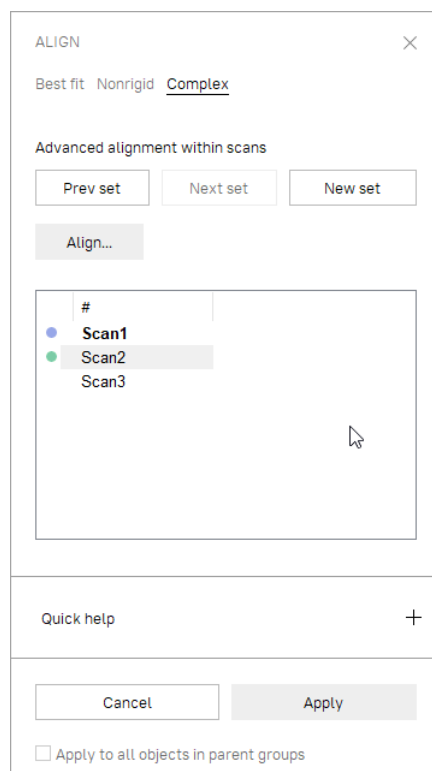 ALIGN
Best fit Nonrigid Complex
Advanced alignment within scans
Prev set Next set New set
Align...
#
Scan1
Scan2
Scan3
Quick help
Cancel Apply
Apply to all objects in parent groups